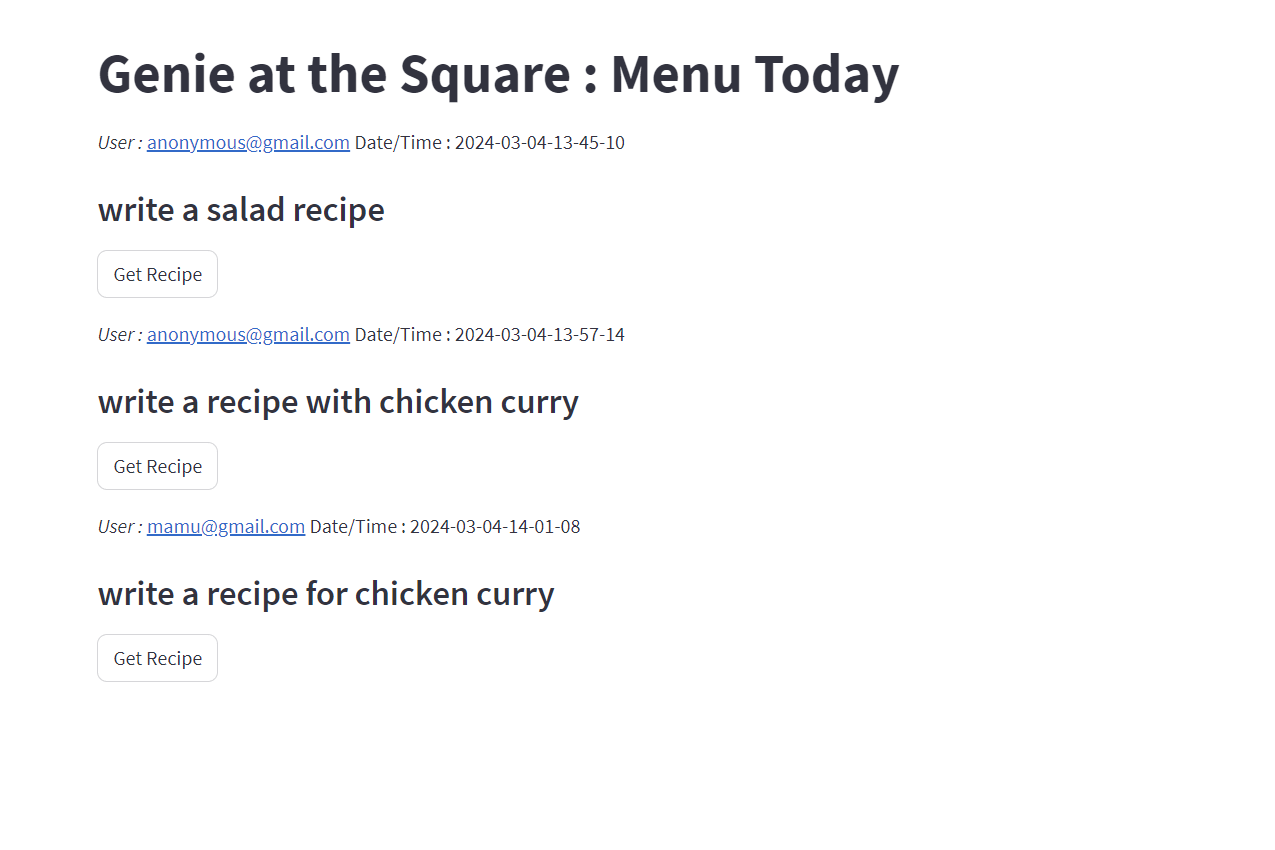 Genie at the Square : Menu Today
User : anonymous@gmail.com Date/Time : 2024-03-04-13-45-10
write a salad recipe
Get Recipe
User : anonymous@gmail.com Date/Time : 2024-03-04-13-57-14
write a recipe with chicken curry
Get Recipe
User : mamu@gmail.com Date/Time : 2024-03-04-14-01-08
write a recipe for chicken curry
Get Recipe